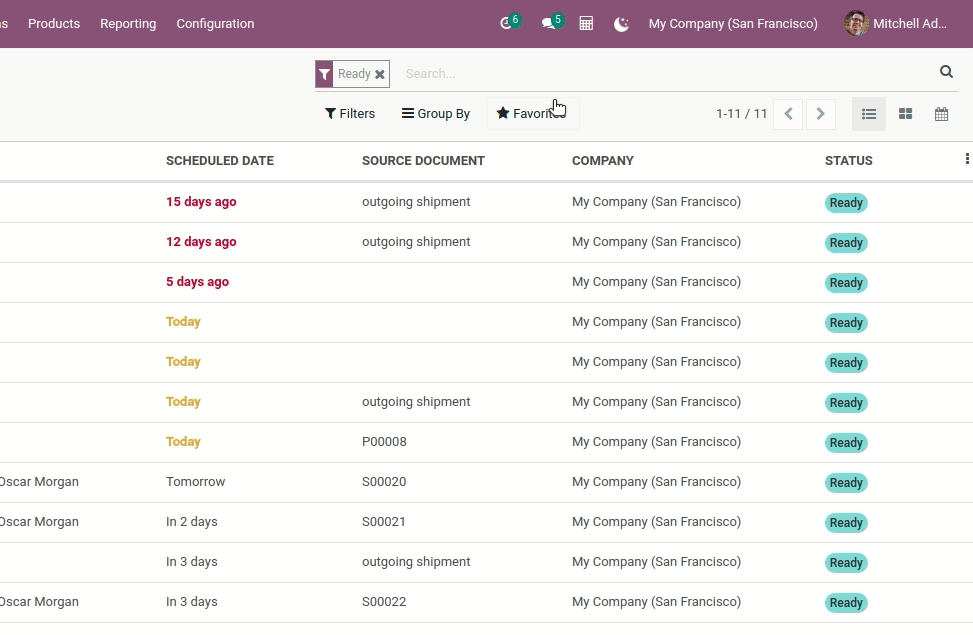 s Products Reporting Configuration 6 5 My Company (San Francisco) Mitchell Ad...
Ready Search...
Filters Group By Favorites 1-11 / 11
SCHEDULED DATE SOURCE DOCUMENT COMPANY STATUS
15 days ago outgoing shipment My Company (San Francisco) Ready
12 days ago outgoing shipment My Company (San Francisco) Ready
5 days ago My Company (San Francisco) Ready
Today My Company (San Francisco) Ready
Today My Company (San Francisco) Ready
Today outgoing shipment My Company (San Francisco) Ready
Today P00008 My Company (San Francisco) Ready
Oscar Morgan Tomorrow S00020 My Company (San Francisco) Ready
Oscar Morgan In 2 days S00021 My Company (San Francisco) Ready
In 3 days outgoing shipment My Company (San Francisco) Ready
Oscar Morgan In 3 days S00022 My Company (San Francisco) Ready